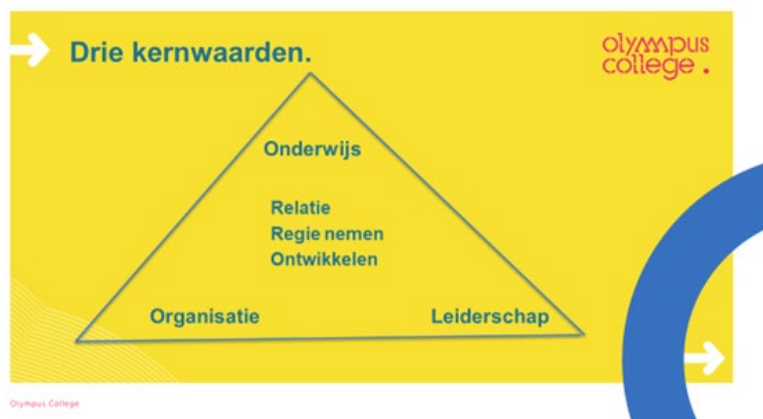 Drie kernwaarden.
olympus
college.
Onderwijs
Relatie
Regie nemen
Ontwikkelen
Organisatie
Leiderschap
Olympus College